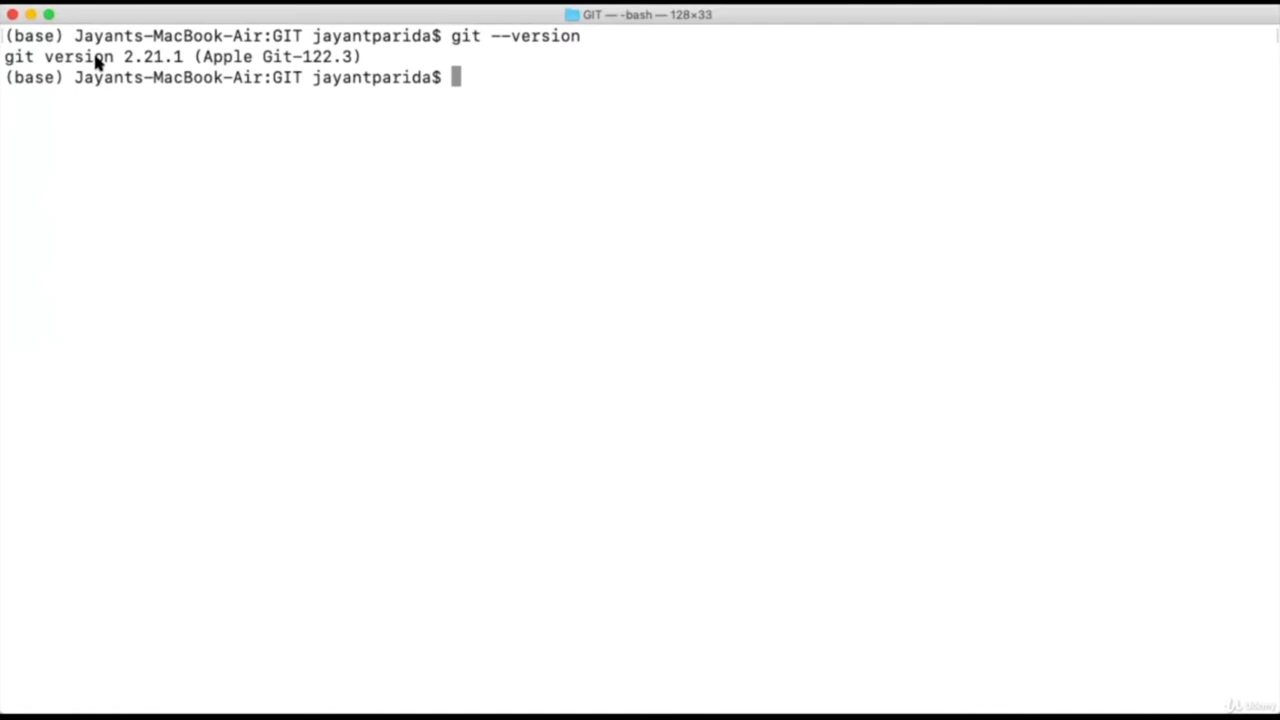 GIT — -bash — 128×33
(base) Jayants-MacBook-Air:GIT jayantparida$ git --version
git version 2.21.1 (Apple Git-122.3)
(base) Jayants-MacBook-Air:GIT jayantparida$
Udemy